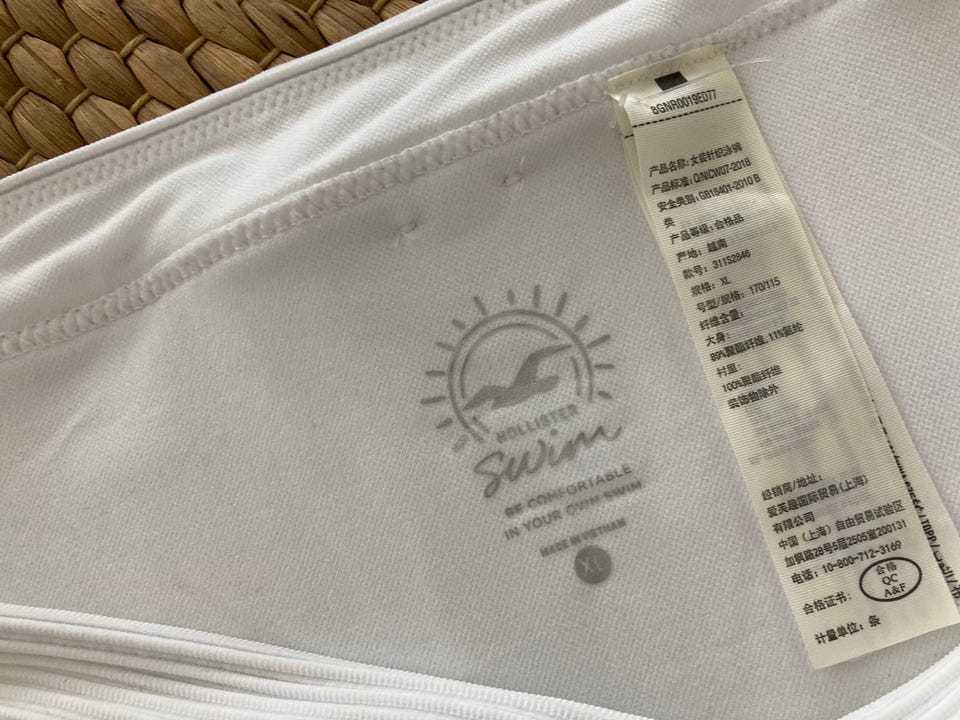 HOLLISTER
swim
BE COMFORTABLE
IN YOUR OWN SWIM
MADE IN VIETNAM
XL
BGNR0019ED77
产品名称: 女装针织泳裤
产品标准: Q/NICW07-2018
安全类别: GB18401-2010 B
类
产品等级: 合格品
产地: 越南
款号: 311S2846
规格: XL
号型/规格: 170/115
纤维含量:
大身:
89%聚酯纤维, 11%氨纶
衬里:
100%聚酯纤维
装饰物除外
经销商/地址:
爱芙趣国际贸易(上海)
有限公司
中国 (上海) 自由贸易试验区
加枫路28号5层2505室200131
电话: 10-800-712-3169
合格证书:
合格
QC
A&F
计量单位: 条